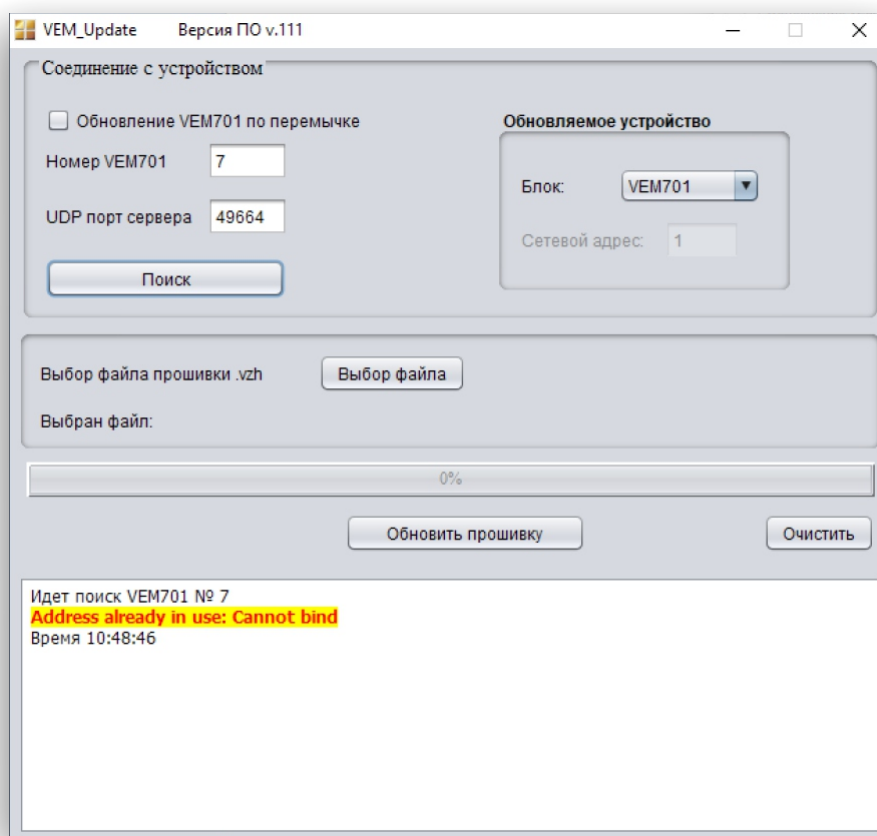 VEM_Update Версия ПО v.111
Соединение с устройством
Обновление VEM701 по перемычке
Номер VEM701 7
UDP порт сервера 49664
Поиск
Обновляемое устройство
Блок: VEM701
Сетевой адрес: 1
Выбор файла прошивки .vzh Выбор файла
Выбран файл:
0%
Обновить прошивку Очистить
Идет поиск VEM701 № 7
Address already in use: Cannot bind
Время 10:48:46